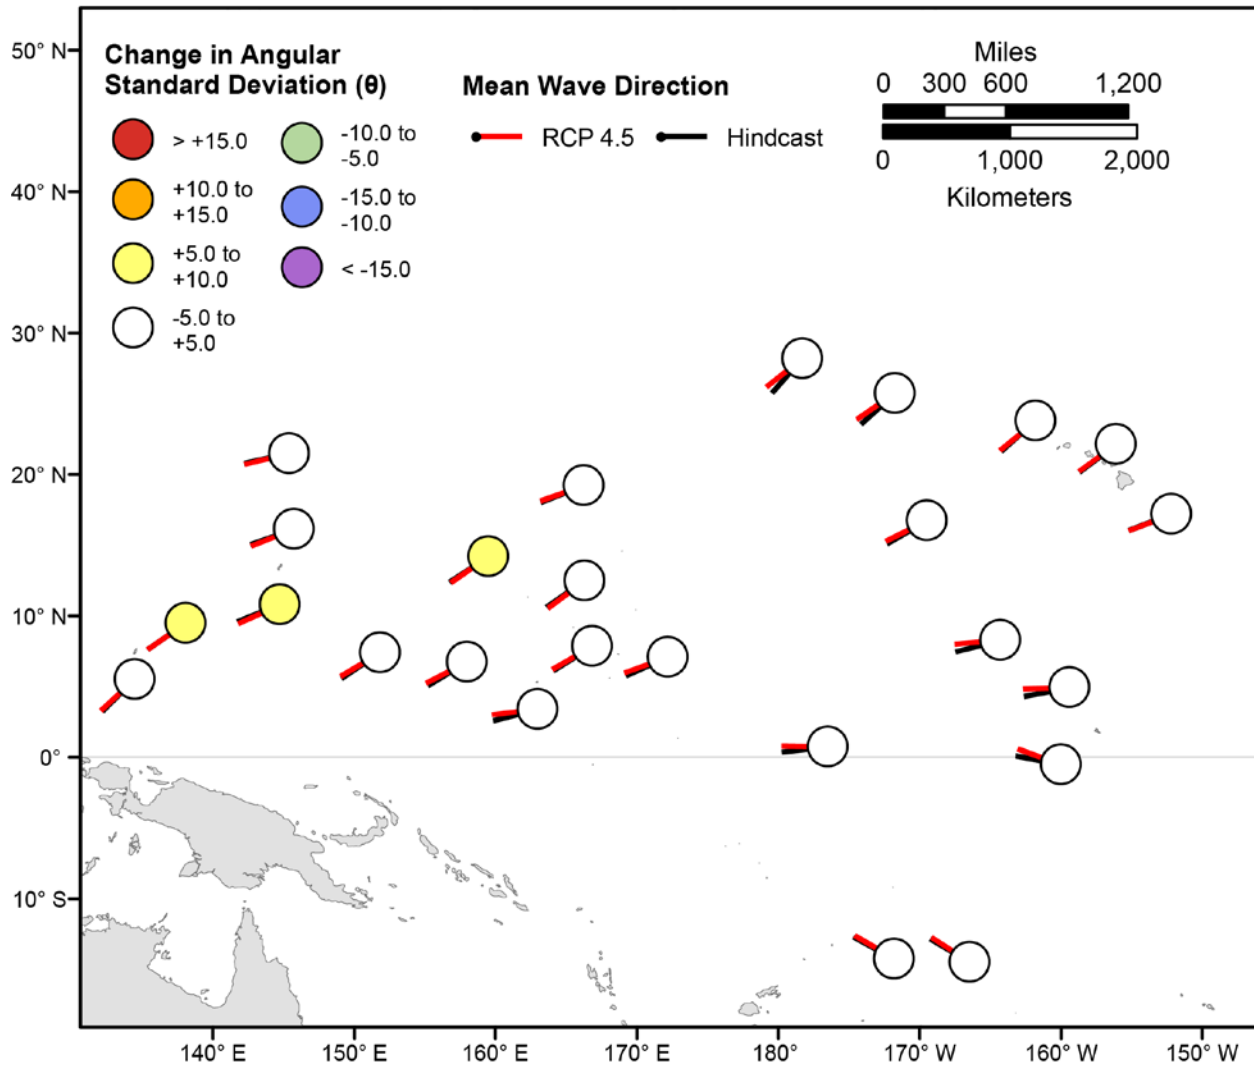 Change in Angular
Standard Deviation (θ)
> +15.0
+10.0 to
+15.0
+5.0 to
+10.0
-5.0 to
+5.0
-10.0 to
-5.0
-15.0 to
-10.0
< -15.0
Mean Wave Direction
RCP 4.5
Hindcast
Miles
0 300 600 1,200
0 1,000 2,000
Kilometers
50° N
40° N
30° N
20° N
10° N
0°
10° S
140° E 150° E 160° E 170° E 180° 170° W 160° W 150° W